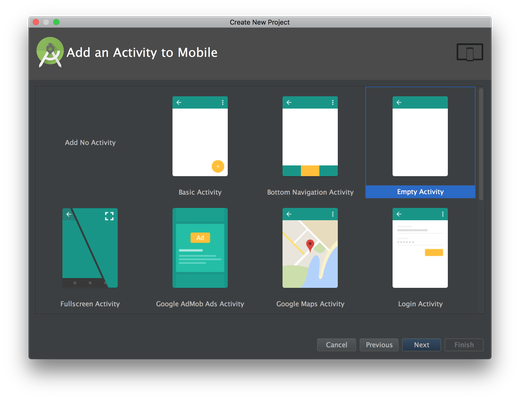 Create New Project
Add an Activity to Mobile
Add No Activity
Basic Activity
Bottom Navigation Activity
Empty Activity
Ad
Fullscreen Activity
Google AdMob Ads Activity
Google Maps Activity
Login Activity
Cancel
Previous
Next
Finish